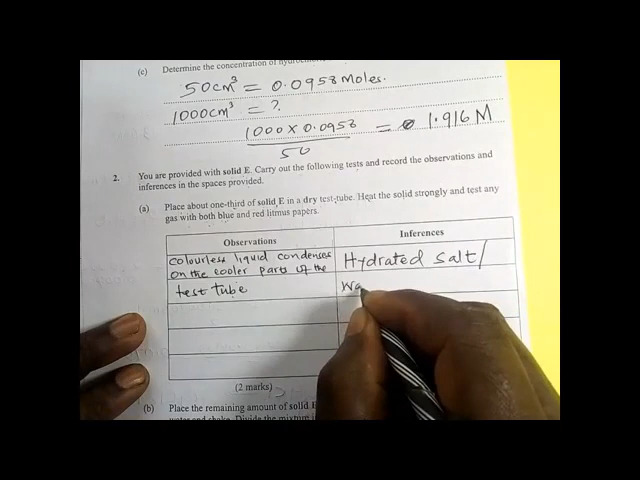 (c) Determine the concentration of
50cm³ = 0.0958 Moles.
1000cm³ = ?
1000 x 0.0958 = 1.916 M
50
2. You are provided with solid E. Carry out the following tests and record the observations and
inferences in the spaces provided.
(a) Place about one-third of solid E in a dry test-tube. Heat the solid strongly and test any
gas with both blue and red litmus papers.
Observations Inferences
colourless liquid condenses Hydrated salt/
on the cooler parts of the
test tube Wa
(2 marks)
(b) Place the remaining amount of solid E
water and shake. Divide the mixture